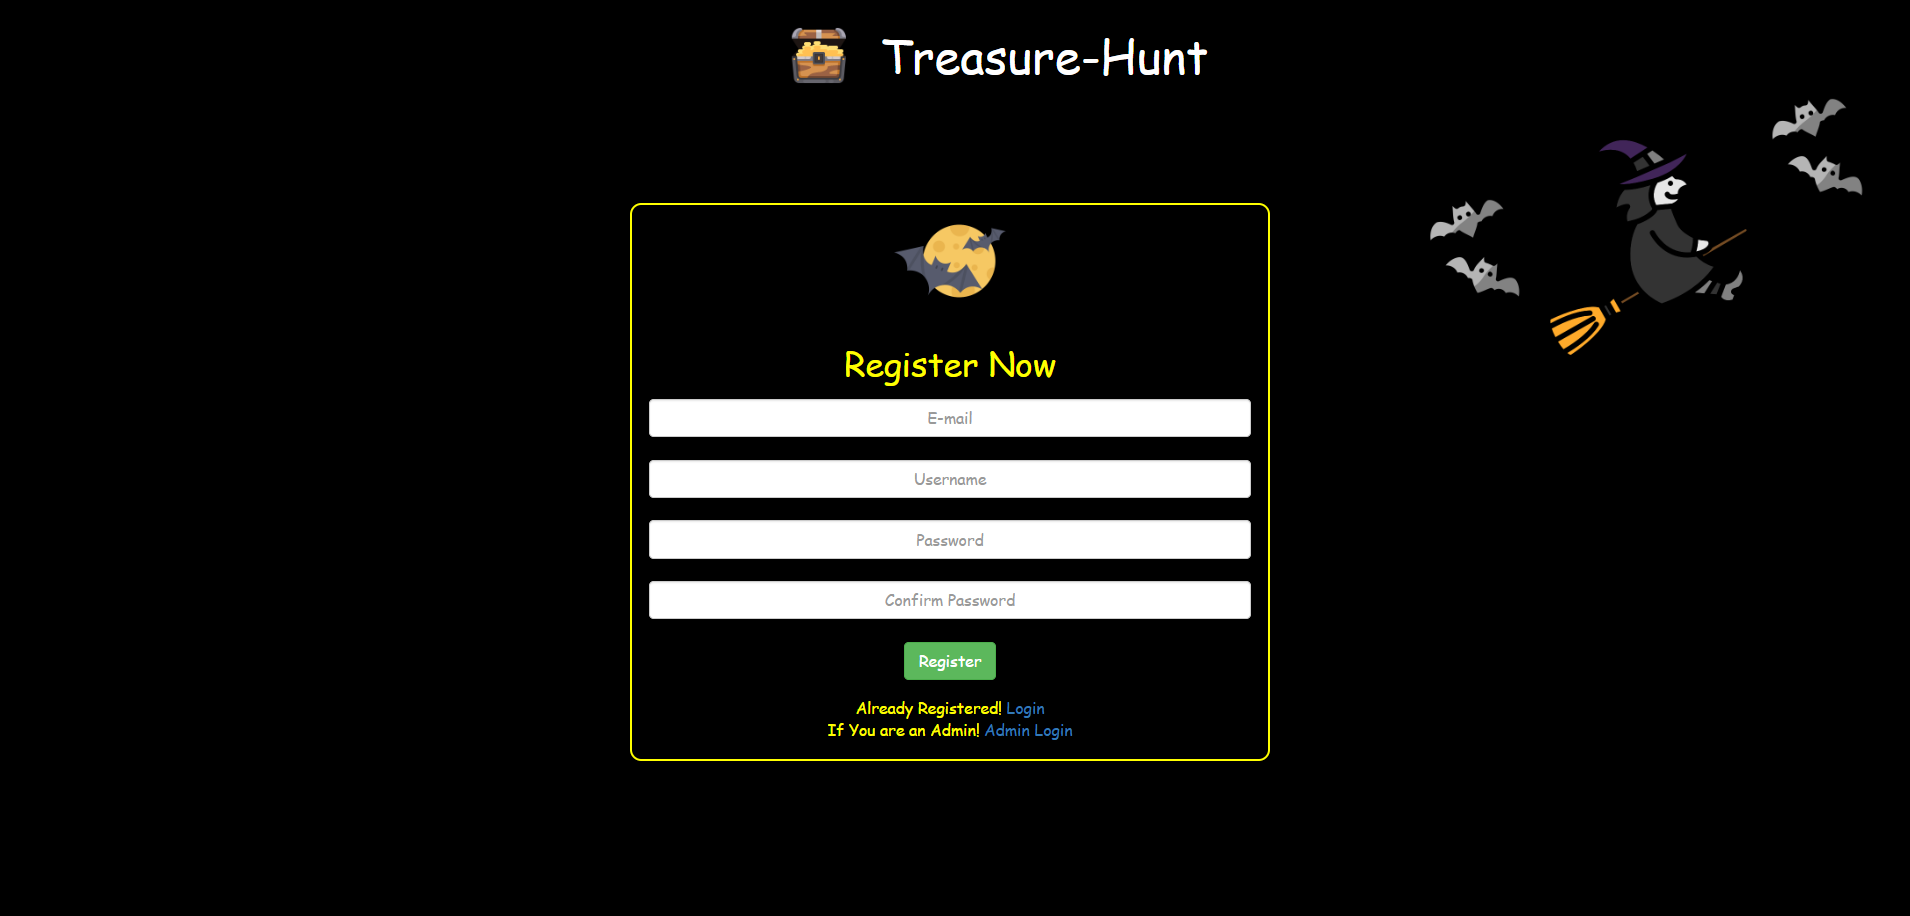 Treasure-Hunt
Register Now
E-mail
Username
Password
Confirm Password
Register
Already Registered! Login
If You are an Admin! Admin Login